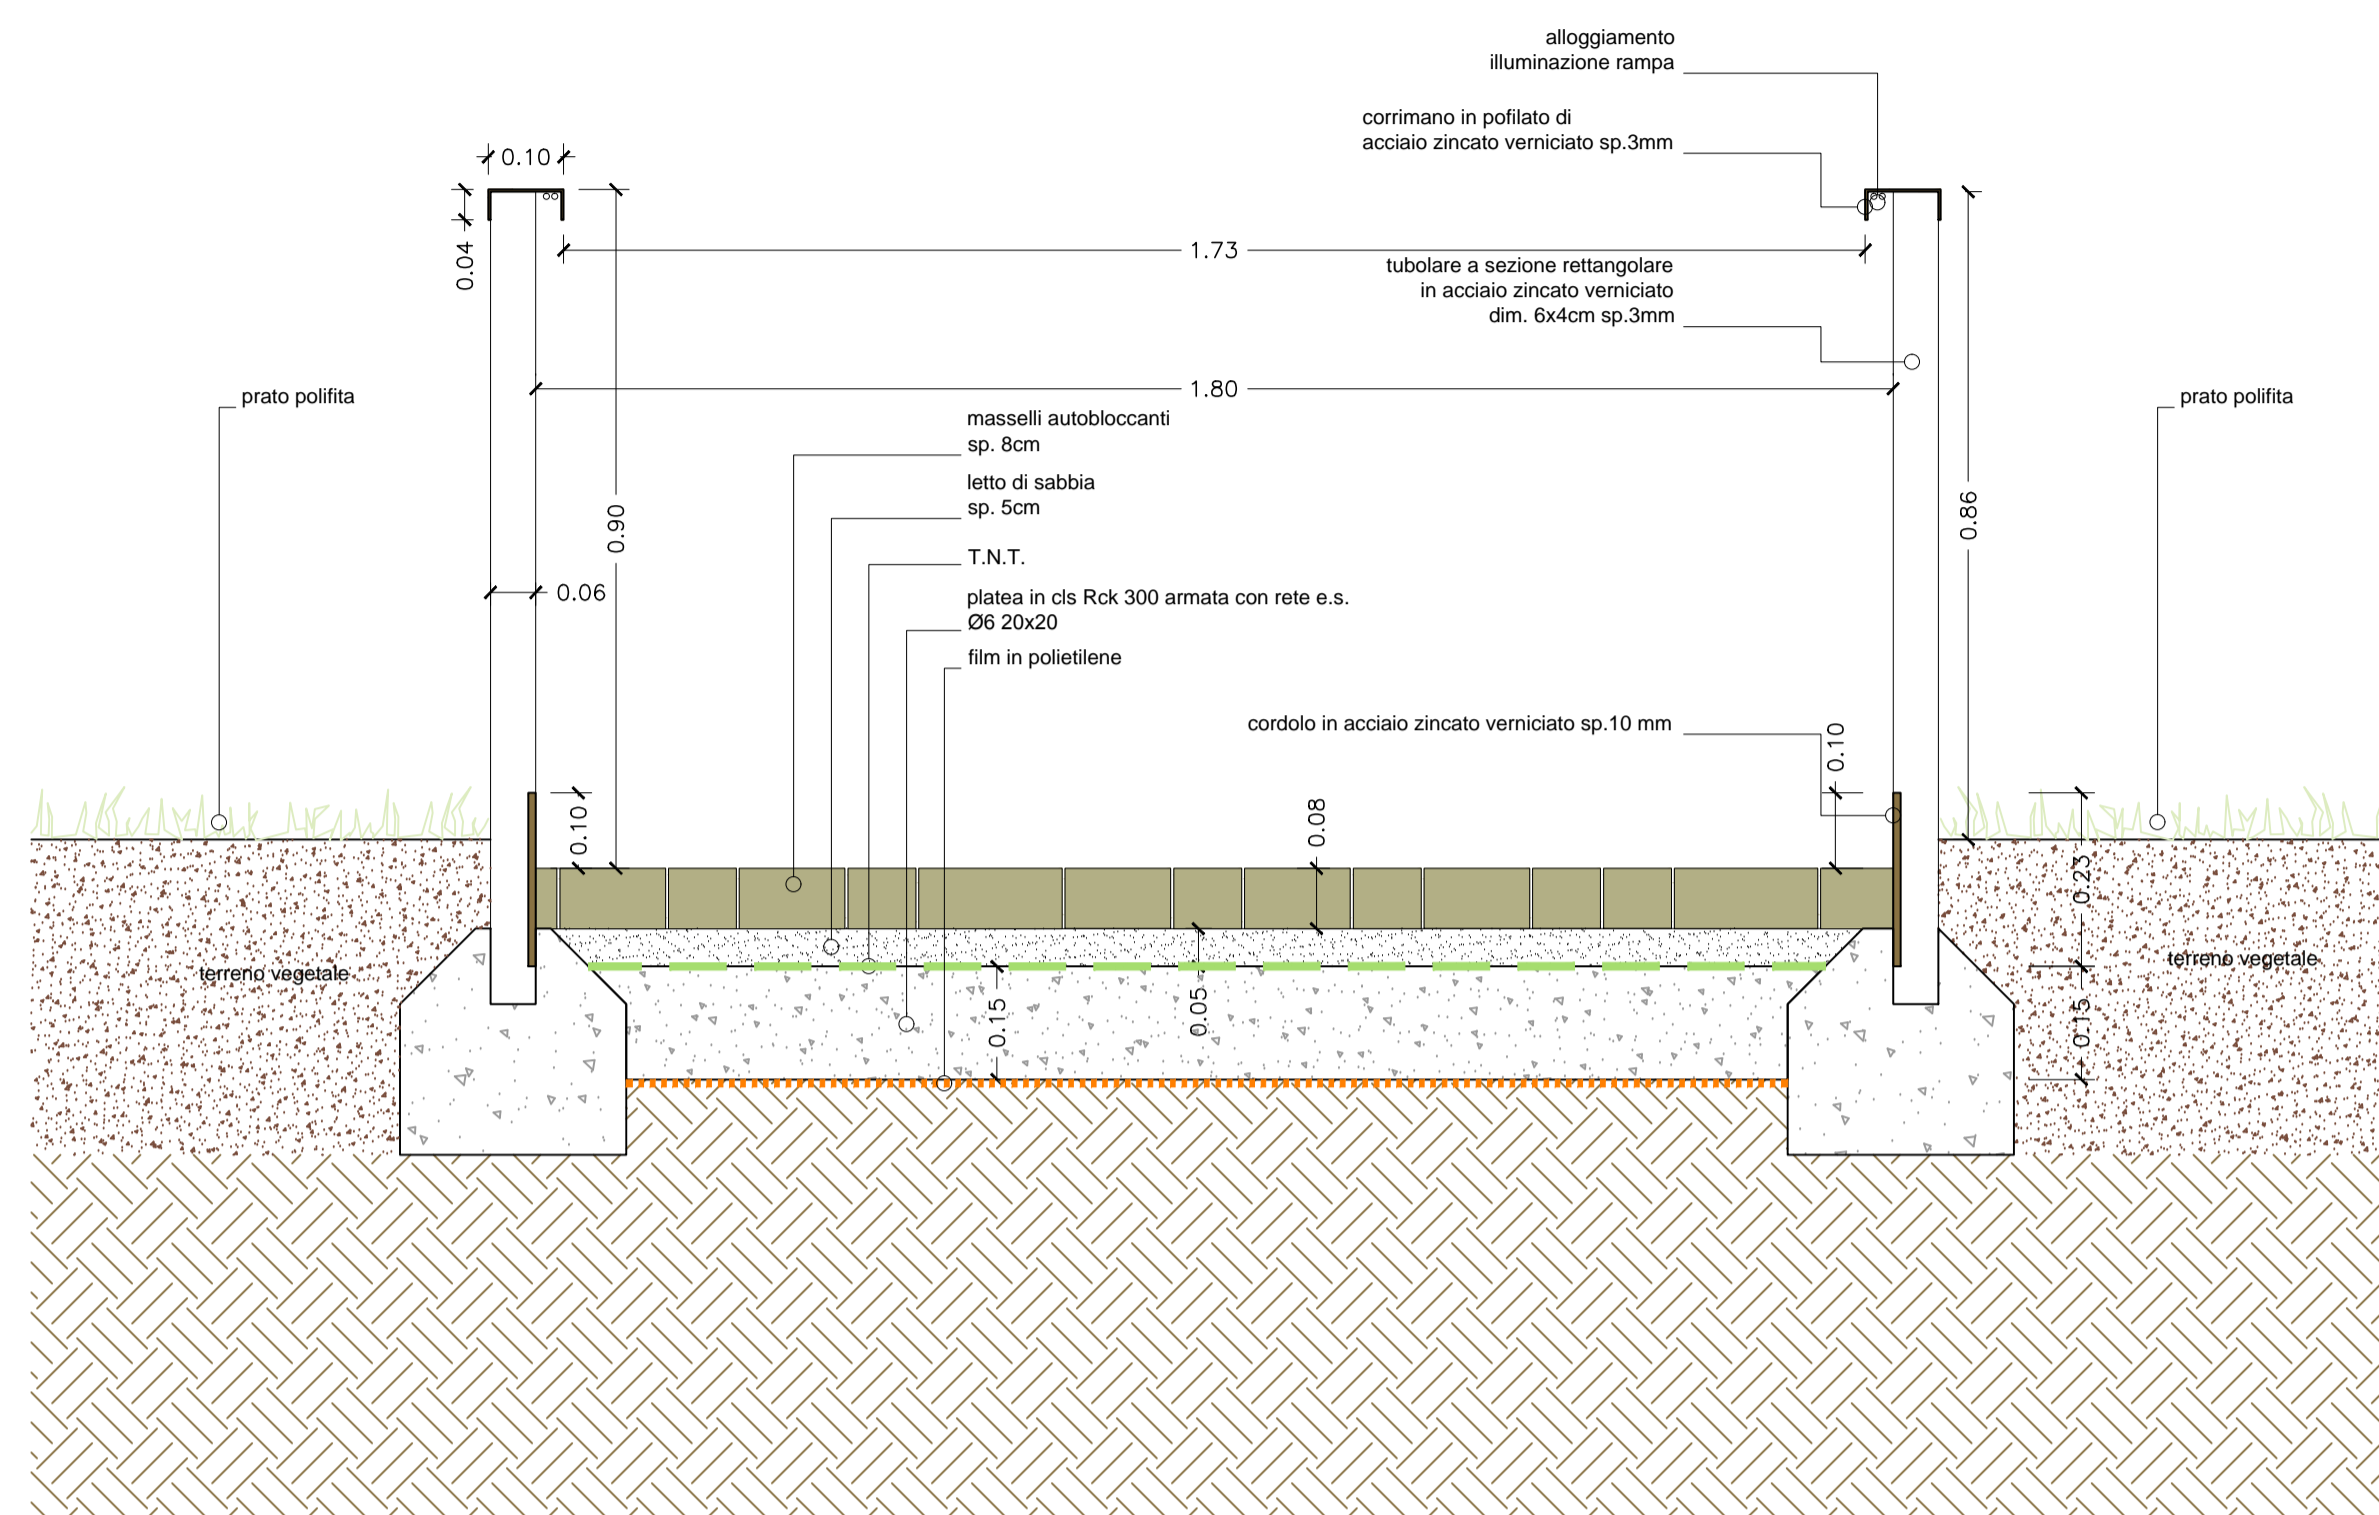 alloggiamento
illuminazione rampa
corrimano in pofilato di
acciaio zincato verniciato sp.3mm
0.10
0.04
1.73
tubolare a sezione rettangolare
in acciaio zincato verniciato
dim. 6x4cm sp.3mm
1.80
prato polifita
prato polifita
masselli autobloccanti
sp. 8cm
letto di sabbia
sp. 5cm
0.90
0.86
T.N.T.
0.06
platea in cls Rck 300 armata con rete e.s.
Ø6 20x20
film in polietilene
cordolo in acciaio zincato verniciato sp.10 mm
0.10
0.10
0.08
0.23
terreno vegetale
terreno vegetale
0.15
0.05
0.15